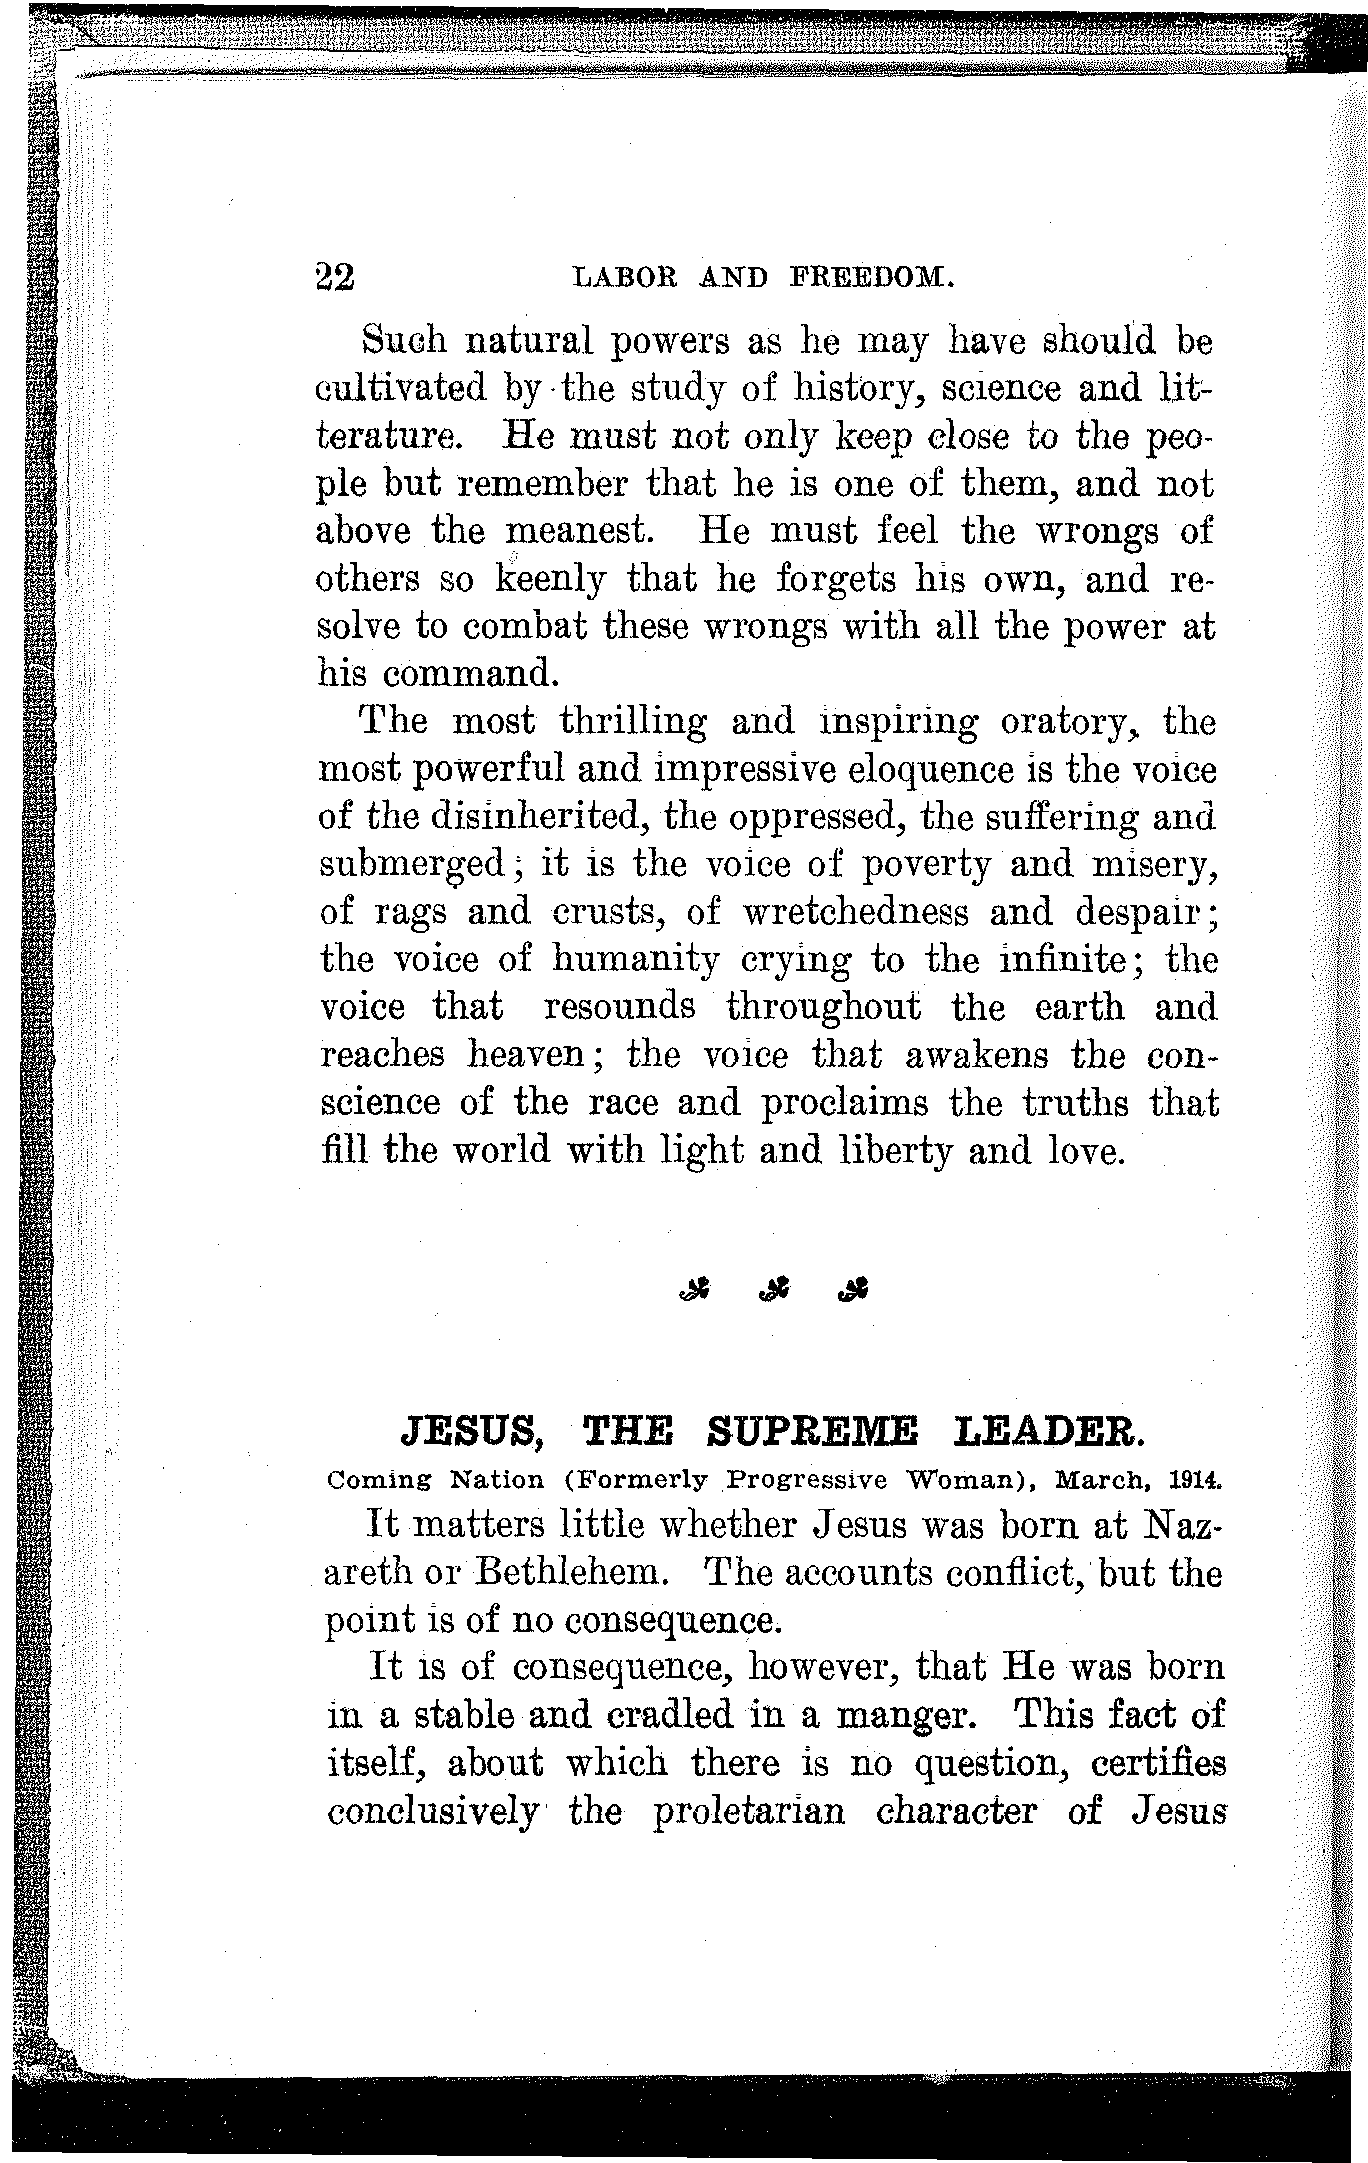 22 LABOR AND FREEDOM.
Such natural powers as he may have should be
cultivated by the study of history, science and lit-
terature. He must not only keep close to the peo-
ple but remember that he is one of them, and not
above the meanest. He must feel the wrongs of
others so keenly that he forgets his own, and re-
solve to combat these wrongs with all the power at
his command.
The most thrilling and inspiring oratory, the
most powerful and impressive eloquence is the voice
of the disinherited, the oppressed, the suffering and
submerged; it is the voice of poverty and misery,
of rags and crusts, of wretchedness and despair;
the voice of humanity crying to the infinite; the
voice that resounds throughout the earth and
reaches heaven; the voice that awakens the con-
science of the race and proclaims the truths that
fill the world with light and liberty and love.
JESUS, THE SUPREME LEADER.
Coming Nation (Formerly Progressive Woman), March, 1914.
It matters little whether Jesus was born at Naz-
areth or Bethlehem. The accounts conflict, but the
point is of no consequence.
It is of consequence, however, that He was born
in a stable and cradled in a manger. This fact of
itself, about which there is no question, certifies
conclusively the proletarian character of Jesus